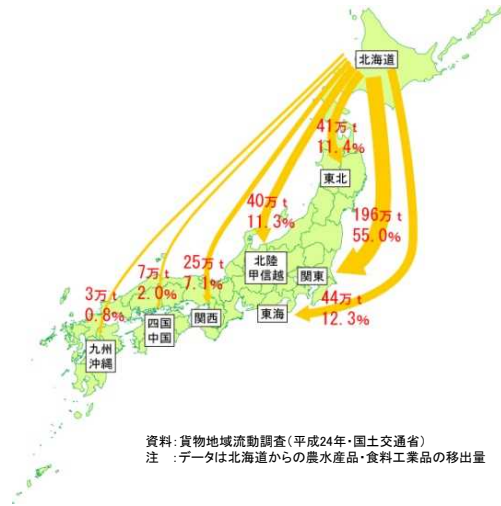 北海道
41万t
11.4%
東北
40万t
11.3%
196万t
55.0%
25万t
7.1%
北陸
甲信越
関東
7万t
2.0%
3万t
0.8%
44万t
12.3%
四国
中国
関西
東海
九州
沖縄
資料:貨物地域流動調査(平成24年・国土交通省)
注 :データは北海道からの農水産品・食料工業品の移出量